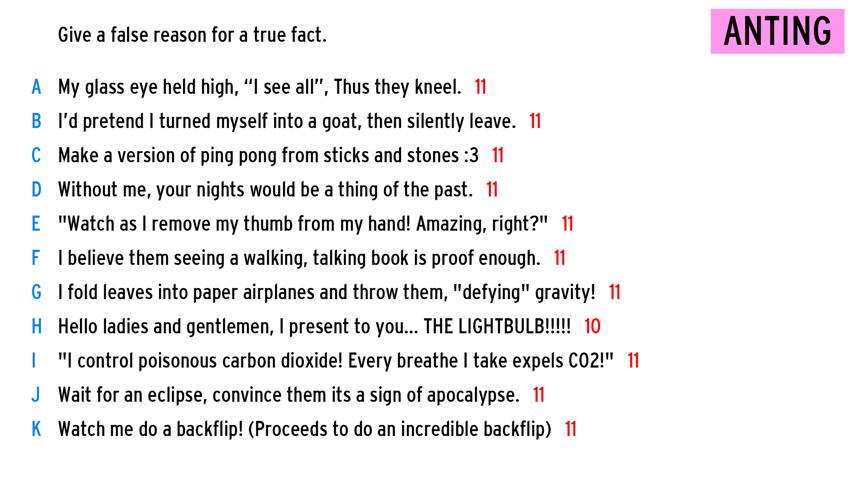 Give a false reason for a true fact.
ANTING
A My glass eye held high, “I see all”, Thus they kneel. 11
B I’d pretend I turned myself into a goat, then silently leave. 11
C Make a version of ping pong from sticks and stones :3 11
D Without me, your nights would be a thing of the past. 11
E "Watch as I remove my thumb from my hand! Amazing, right?" 11
F I believe them seeing a walking, talking book is proof enough. 11
G I fold leaves into paper airplanes and throw them, "defying" gravity! 11
H Hello ladies and gentlemen, I present to you... THE LIGHTBULB!!!!! 10
I "I control poisonous carbon dioxide! Every breathe I take expels CO2!" 11
J Wait for an eclipse, convince them its a sign of apocalypse. 11
K Watch me do a backflip! (Proceeds to do an incredible backflip) 11